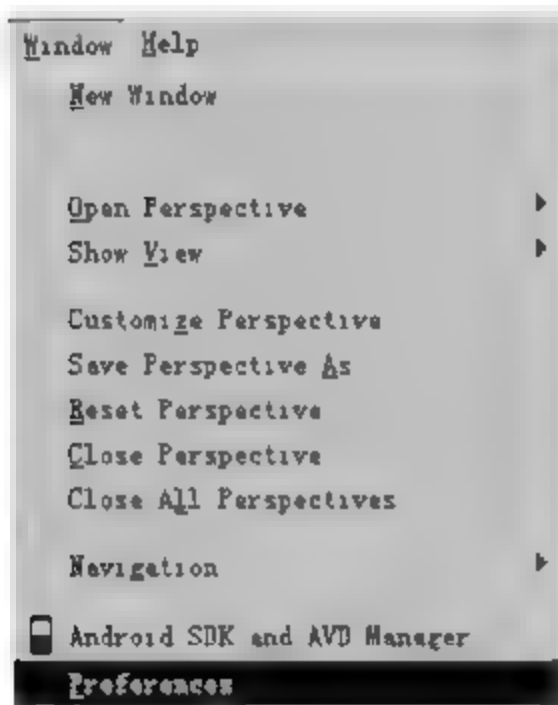 Window Help
New Window
Open Perspective
Show View
Customize Perspective
Save Perspective As
Reset Perspective
Close Perspective
Close All Perspectives
Navigation
Android SDK and AVD Manager
Preferences